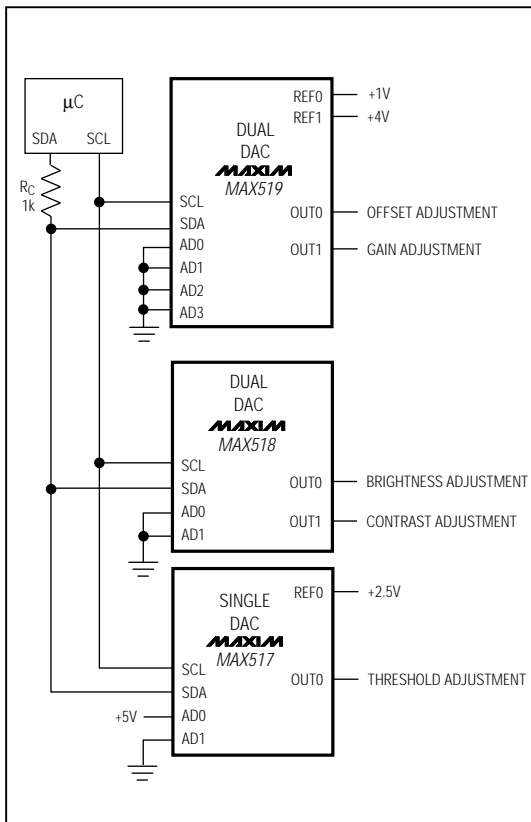 µC
SDA SCL
RC
1k
DUAL
DAC
MAXIM
MAX519
REF0
REF1
+1V
+4V
SCL
SDA
AD0
AD1
AD2
AD3
OUT0
OUT1
OFFSET ADJUSTMENT
GAIN ADJUSTMENT
DUAL
DAC
MAXIM
MAX518
SCL
SDA
AD0
AD1
OUT0
OUT1
BRIGHTNESS ADJUSTMENT
CONTRAST ADJUSTMENT
SINGLE
DAC
MAXIM
MAX517
REF0
+2.5V
SCL
SDA
+5V
AD0
AD1
OUT0
THRESHOLD ADJUSTMENT